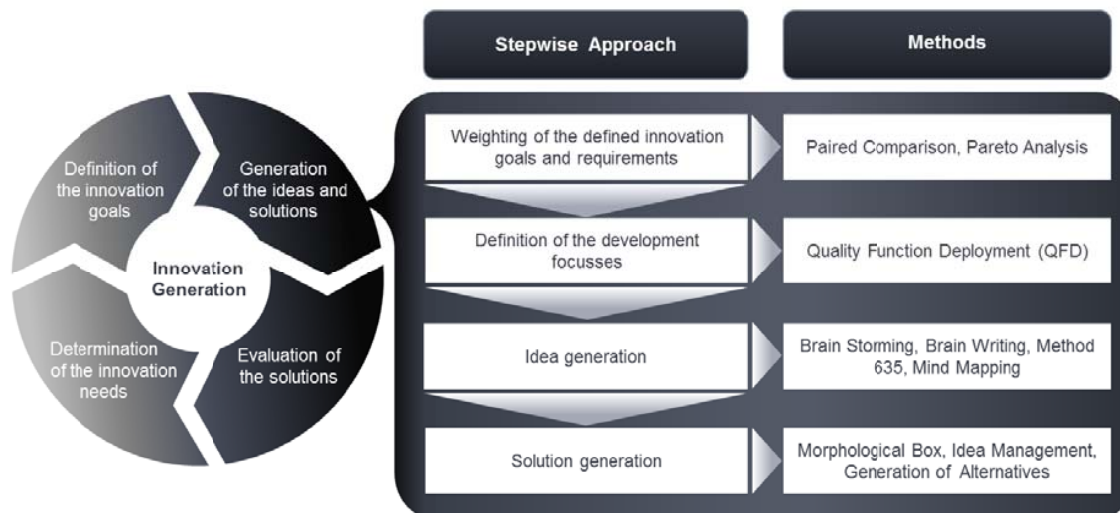 Stepwise Approach
Methods
Definition of
the innovation
goals
Generation
of the ideas and
solutions
Innovation
Generation
Determination
of the innovation
needs
Evaluation of
the solutions
Weighting of the defined innovation
goals and requirements
Paired Comparison, Pareto Analysis
Definition of the development
focusses
Quality Function Deployment (QFD)
Idea generation
Brain Storming, Brain Writing, Method
635, Mind Mapping
Solution generation
Morphological Box, Idea Management,
Generation of Alternatives